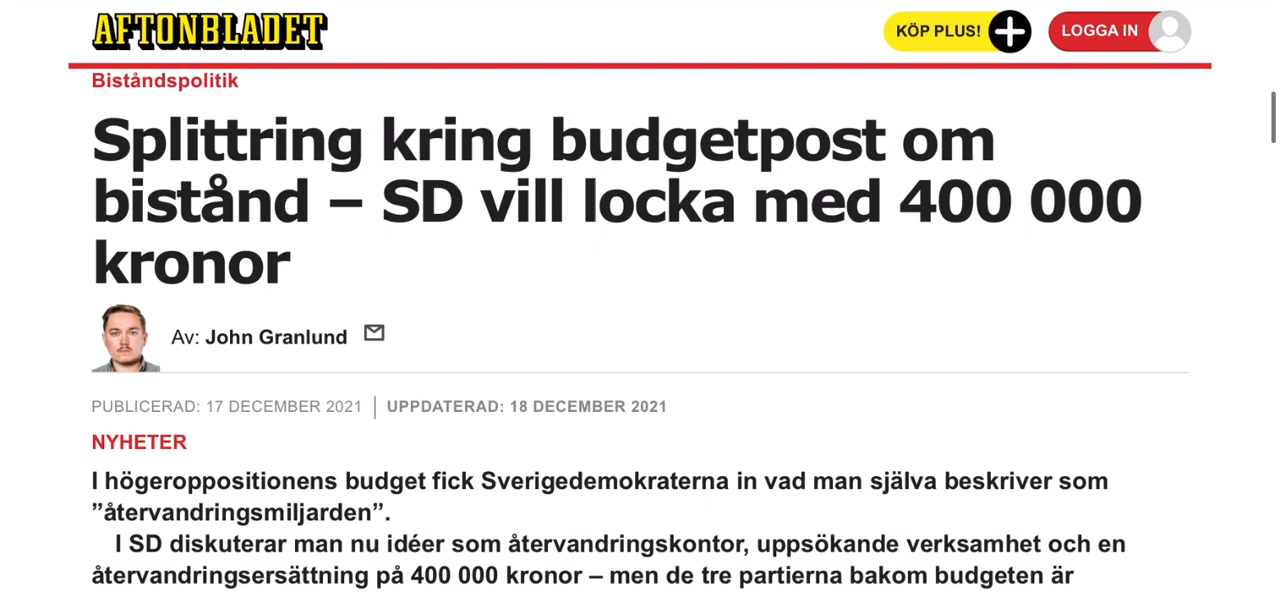 AFTONBLADET
KÖP PLUS!
LOGGA IN
Biståndspolitik
Splittring kring budgetpost om
bistånd – SD vill locka med 400 000
kronor
Av: John Granlund
PUBLICERAD: 17 DECEMBER 2021 | UPPDATERAD: 18 DECEMBER 2021
NYHETER
I högeroppositionens budget fick Sverigedemokraterna in vad man själva beskriver som
”återvandringsmiljarden”.
I SD diskuterar man nu idéer som återvandringskontor, uppsökande verksamhet och en
återvandringsersättning på 400 000 kronor – men de tre partierna bakom budgeten är